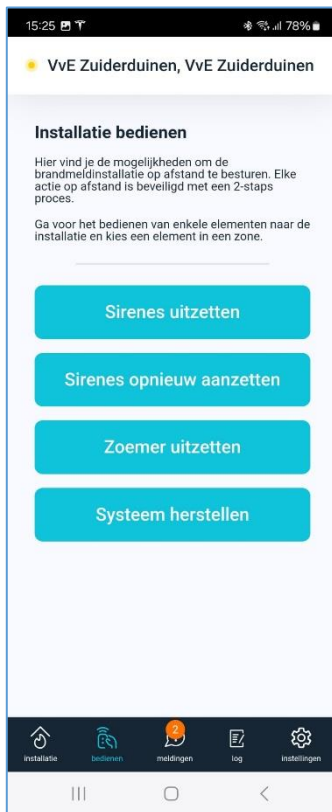 15:25 78%
VvE Zuiderduinen, VvE Zuiderduinen
Installatie bedienen
Hier vind je de mogelijkheden om de
brandmeldinstallatie op afstand te besturen. Elke
actie op afstand is beveiligd met een 2-staps
proces.
Ga voor het bedienen van enkele elementen naar de
installatie en kies een element in een zone.
Sirenes uitzetten
Sirenes opnieuw aanzetten
Zoemer uitzetten
Systeem herstellen
2
installatie bedienen meldingen log instellingen